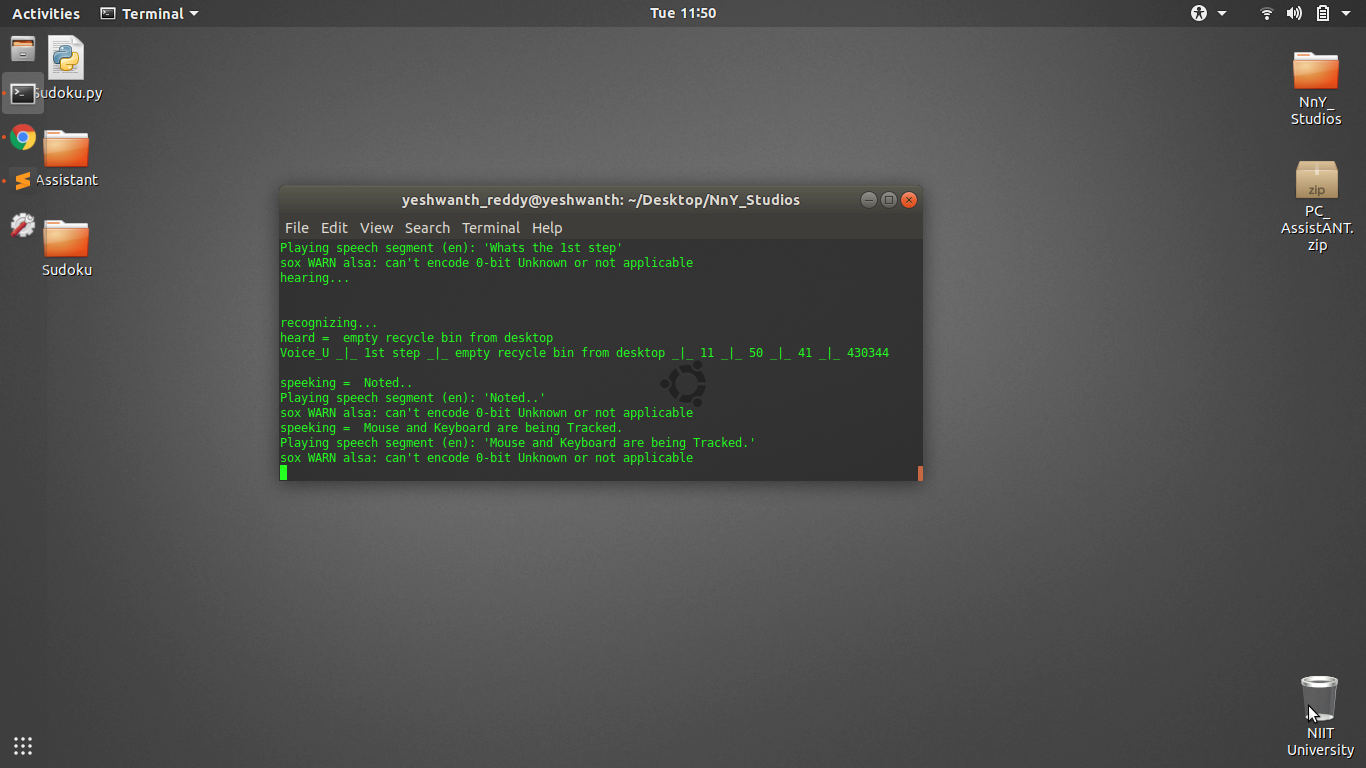 Activities
Terminal
Tue 11:50
Sudoku.py
Assistant
Sudoku
NnY_
Studios
zip
PC_
AssistANT.
zip
NIIT
University
yeshwanth_reddy@yeshwanth: ~/Desktop/NnY_Studios
File Edit View Search Terminal Help
Playing speech segment (en): 'Whats the 1st step'
sox WARN alsa: can't encode 0-bit Unknown or not applicable
hearing...
recognizing...
heard =  empty recycle bin from desktop
Voice_U _|_ 1st step _|_ empty recycle bin from desktop _|_ 11 _|_ 50 _|_ 41 _|_ 430344
speeking =  Noted..
Playing speech segment (en): 'Noted..'
sox WARN alsa: can't encode 0-bit Unknown or not applicable
speeking =  Mouse and Keyboard are being Tracked.
Playing speech segment (en): 'Mouse and Keyboard are being Tracked.'
sox WARN alsa: can't encode 0-bit Unknown or not applicable